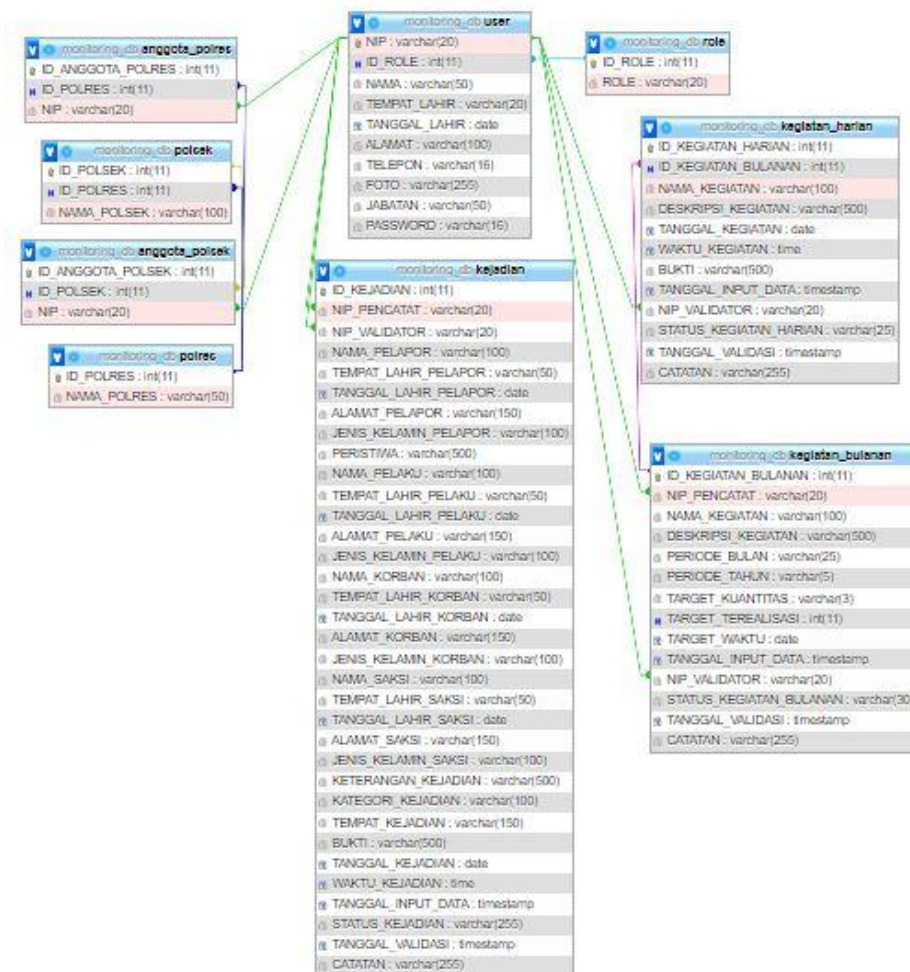 monitoring_db anggota_polres
ID_ANGGOTA_POLRES : int(11)
ID_POLRES : int(11)
NIP : varchar(20)
monitoring_db polsek
ID_POLSEK : int(11)
ID_POLRES : int(11)
NAMA_POLSEK : varchar(100)
monitoring_db anggota_polsek
ID_ANGGOTA_POLSEK : int(11)
ID_POLSEK : int(11)
NIP : varchar(20)
monitoring_db polres
ID_POLRES : int(11)
NAMA_POLRES : varchar(50)
monitoring_db user
NIP : varchar(20)
ID_ROLE : int(11)
NAMA : varchar(50)
TEMPAT_LAHIR : varchar(20)
TANGGAL_LAHIR : date
ALAMAT : varchar(100)
TELEPON : varchar(16)
FOTO : varchar(255)
JABATAN : varchar(50)
PASSWORD : varchar(16)
monitoring_db kejadian
ID_KEJADIAN : int(11)
NIP_PENCATAT : varchar(20)
NIP_VALIDATOR : varchar(20)
NAMA_PELAPOR : varchar(100)
TEMPAT_LAHIR_PELAPOR : varchar(50)
TANGGAL_LAHIR_PELAPOR : date
ALAMAT_PELAPOR : varchar(150)
JENIS_KELAMIN_PELAPOR : varchar(100)
PERISTIWA : varchar(500)
NAMA_PELAKU : varchar(100)
TEMPAT_LAHIR_PELAKU : varchar(50)
TANGGAL_LAHIR_PELAKU : date
ALAMAT_PELAKU : varchar(150)
JENIS_KELAMIN_PELAKU : varchar(100)
NAMA_KORBAN : varchar(100)
TEMPAT_LAHIR_KORBAN : varchar(50)
TANGGAL_LAHIR_KORBAN : date
ALAMAT_KORBAN : varchar(150)
JENIS_KELAMIN_KORBAN : varchar(100)
NAMA_SAKSI : varchar(100)
TEMPAT_LAHIR_SAKSI : varchar(50)
TANGGAL_LAHIR_SAKSI : date
ALAMAT_SAKSI : varchar(150)
JENIS_KELAMIN_SAKSI : varchar(100)
KETERANGAN_KEJADIAN : varchar(500)
KATEGORI_KEJADIAN : varchar(100)
TEMPAT_KEJADIAN : varchar(150)
BUKTI : varchar(500)
TANGGAL_KEJADIAN : date
WAKTU_KEJADIAN : time
TANGGAL_INPUT_DATA : timestamp
STATUS_KEJADIAN : varchar(255)
TANGGAL_VALIDASI : timestamp
CATATAN : varchar(255)
monitoring_db role
ID_ROLE : int(11)
ROLE : varchar(20)
monitoring_db kegiatan_harian
ID_KEGIATAN_HARIAN : int(11)
ID_KEGIATAN_BULANAN : int(11)
NAMA_KEGIATAN : varchar(100)
DESKRIPSI_KEGIATAN : varchar(500)
TANGGAL_KEGIATAN : date
WAKTU_KEGIATAN : time
BUKTI : varchar(500)
TANGGAL_INPUT_DATA : timestamp
NIP_VALIDATOR : varchar(20)
STATUS_KEGIATAN_HARIAN : varchar(25)
TANGGAL_VALIDASI : timestamp
CATATAN : varchar(255)
monitoring_db kegiatan_bulanan
ID_KEGIATAN_BULANAN : int(11)
NIP_PENCATAT : varchar(20)
NAMA_KEGIATAN : varchar(100)
DESKRIPSI_KEGIATAN : varchar(500)
PERIODE_BULAN : varchar(25)
PERIODE_TAHUN : varchar(5)
TARGET_KUANTITAS : varchar(3)
TARGET_TEREALISASI : int(11)
TARGET_WAKTU : date
TANGGAL_INPUT_DATA : timestamp
NIP_VALIDATOR : varchar(20)
STATUS_KEGIATAN_BULANAN : varchar(30
TANGGAL_VALIDASI : timestamp
CATATAN : varchar(255)